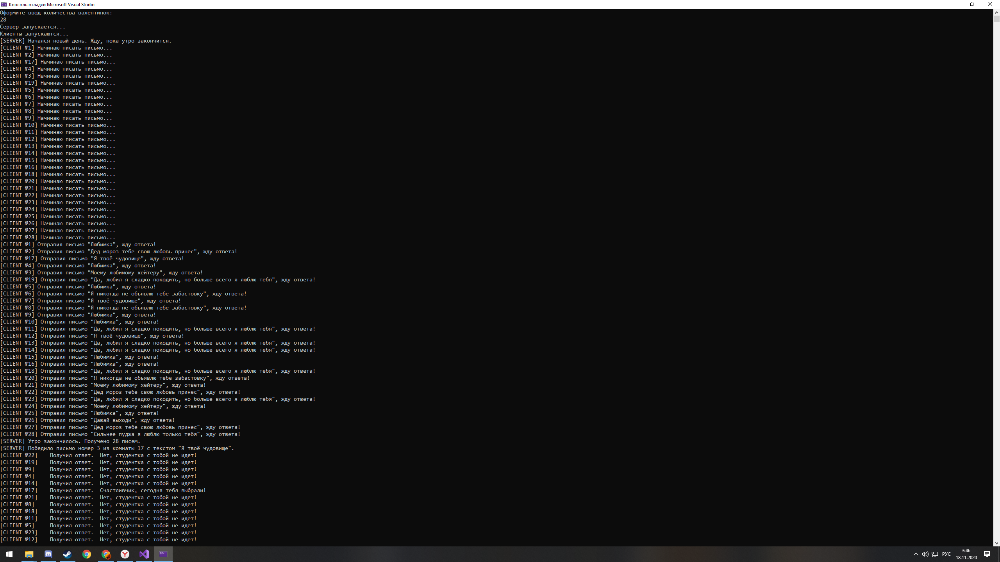 Консоль отладки Microsoft Visual Studio
Оформите ввод количества валентинок:
28
Сервер запускается...
Клиенты запускаются...
[SERVER] Начался новый день. Жду, пока утро закончится.
[CLIENT №1] Начинаю писать письмо...
[CLIENT №2] Начинаю писать письмо...
[CLIENT №17] Начинаю писать письмо...
[CLIENT №4] Начинаю писать письмо...
[CLIENT №3] Начинаю писать письмо...
[CLIENT №19] Начинаю писать письмо...
[CLIENT №5] Начинаю писать письмо...
[CLIENT №6] Начинаю писать письмо...
[CLIENT №7] Начинаю писать письмо...
[CLIENT №8] Начинаю писать письмо...
[CLIENT №9] Начинаю писать письмо...
[CLIENT №10] Начинаю писать письмо...
[CLIENT №11] Начинаю писать письмо...
[CLIENT №12] Начинаю писать письмо...
[CLIENT №13] Начинаю писать письмо...
[CLIENT №14] Начинаю писать письмо...
[CLIENT №15] Начинаю писать письмо...
[CLIENT №16] Начинаю писать письмо...
[CLIENT №18] Начинаю писать письмо...
[CLIENT №20] Начинаю писать письмо...
[CLIENT №21] Начинаю писать письмо...
[CLIENT №22] Начинаю писать письмо...
[CLIENT №23] Начинаю писать письмо...
[CLIENT №24] Начинаю писать письмо...
[CLIENT №25] Начинаю писать письмо...
[CLIENT №26] Начинаю писать письмо...
[CLIENT №27] Начинаю писать письмо...
[CLIENT №28] Начинаю писать письмо...
[CLIENT №1] Отправил письмо "Любимка", жду ответа!
[CLIENT №2] Отправил письмо "Дед мороз тебе свою любовь принес", жду ответа!
[CLIENT №17] Отправил письмо "Я твоё чудовище", жду ответа!
[CLIENT №4] Отправил письмо "Любимка", жду ответа!
[CLIENT №3] Отправил письмо "Моему любимому хейтеру", жду ответа!
[CLIENT №19] Отправил письмо "Да, любил я сладко покодить, но больше всего я люблю тебя", жду ответа!
[CLIENT №5] Отправил письмо "Любимка", жду ответа!
[CLIENT №6] Отправил письмо "Я никогда не объявлю тебе забастовку", жду ответа!
[CLIENT №7] Отправил письмо "Я твоё чудовище", жду ответа!
[CLIENT №8] Отправил письмо "Я никогда не объявлю тебе забастовку", жду ответа!
[CLIENT №9] Отправил письмо "Любимка", жду ответа!
[CLIENT №10] Отправил письмо "Любимка", жду ответа!
[CLIENT №11] Отправил письмо "Да, любил я сладко покодить, но больше всего я люблю тебя", жду ответа!
[CLIENT №12] Отправил письмо "Я твоё чудовище", жду ответа!
[CLIENT №13] Отправил письмо "Да, любил я сладко покодить, но больше всего я люблю тебя", жду ответа!
[CLIENT №14] Отправил письмо "Да, любил я сладко покодить, но больше всего я люблю тебя", жду ответа!
[CLIENT №15] Отправил письмо "Любимка", жду ответа!
[CLIENT №16] Отправил письмо "Любимка", жду ответа!
[CLIENT №18] Отправил письмо "Да, любил я сладко покодить, но больше всего я люблю тебя", жду ответа!
[CLIENT №20] Отправил письмо "Я никогда не объявлю тебе забастовку", жду ответа!
[CLIENT №21] Отправил письмо "Моему любимому хейтеру", жду ответа!
[CLIENT №22] Отправил письмо "Дед мороз тебе свою любовь принес", жду ответа!
[CLIENT №23] Отправил письмо "Да, любил я сладко покодить, но больше всего я люблю тебя", жду ответа!
[CLIENT №24] Отправил письмо "Моему любимому хейтеру", жду ответа!
[CLIENT №25] Отправил письмо "Любимка", жду ответа!
[CLIENT №26] Отправил письмо "Давай выходи", жду ответа!
[CLIENT №27] Отправил письмо "Дед мороз тебе свою любовь принес", жду ответа!
[CLIENT №28] Отправил письмо "Сильнее пуджа я люблю только тебя", жду ответа!
[SERVER] Утро закончилось. Получено 28 писем.
[SERVER] Победило письмо номер 3 из комнаты 17 с текстом "Я твоё чудовище".
[CLIENT №22]    Получил ответ.  Нет, студентка с тобой не идет!
[CLIENT №19]    Получил ответ.  Нет, студентка с тобой не идет!
[CLIENT №9]     Получил ответ.  Нет, студентка с тобой не идет!
[CLIENT №4]     Получил ответ.  Нет, студентка с тобой не идет!
[CLIENT №14]    Получил ответ.  Нет, студентка с тобой не идет!
[CLIENT №17]    Получил ответ.  Счастливчик, сегодня тебя выбрали!
[CLIENT №21]    Получил ответ.  Нет, студентка с тобой не идет!
[CLIENT №8]     Получил ответ.  Нет, студентка с тобой не идет!
[CLIENT №18]    Получил ответ.  Нет, студентка с тобой не идет!
[CLIENT №11]    Получил ответ.  Нет, студентка с тобой не идет!
[CLIENT №5]     Получил ответ.  Нет, студентка с тобой не идет!
[CLIENT №23]    Получил ответ.  Нет, студентка с тобой не идет!
[CLIENT №12]    Получил ответ.  Нет, студентка с тобой не идет!
РУС
3:46
18.11.2020